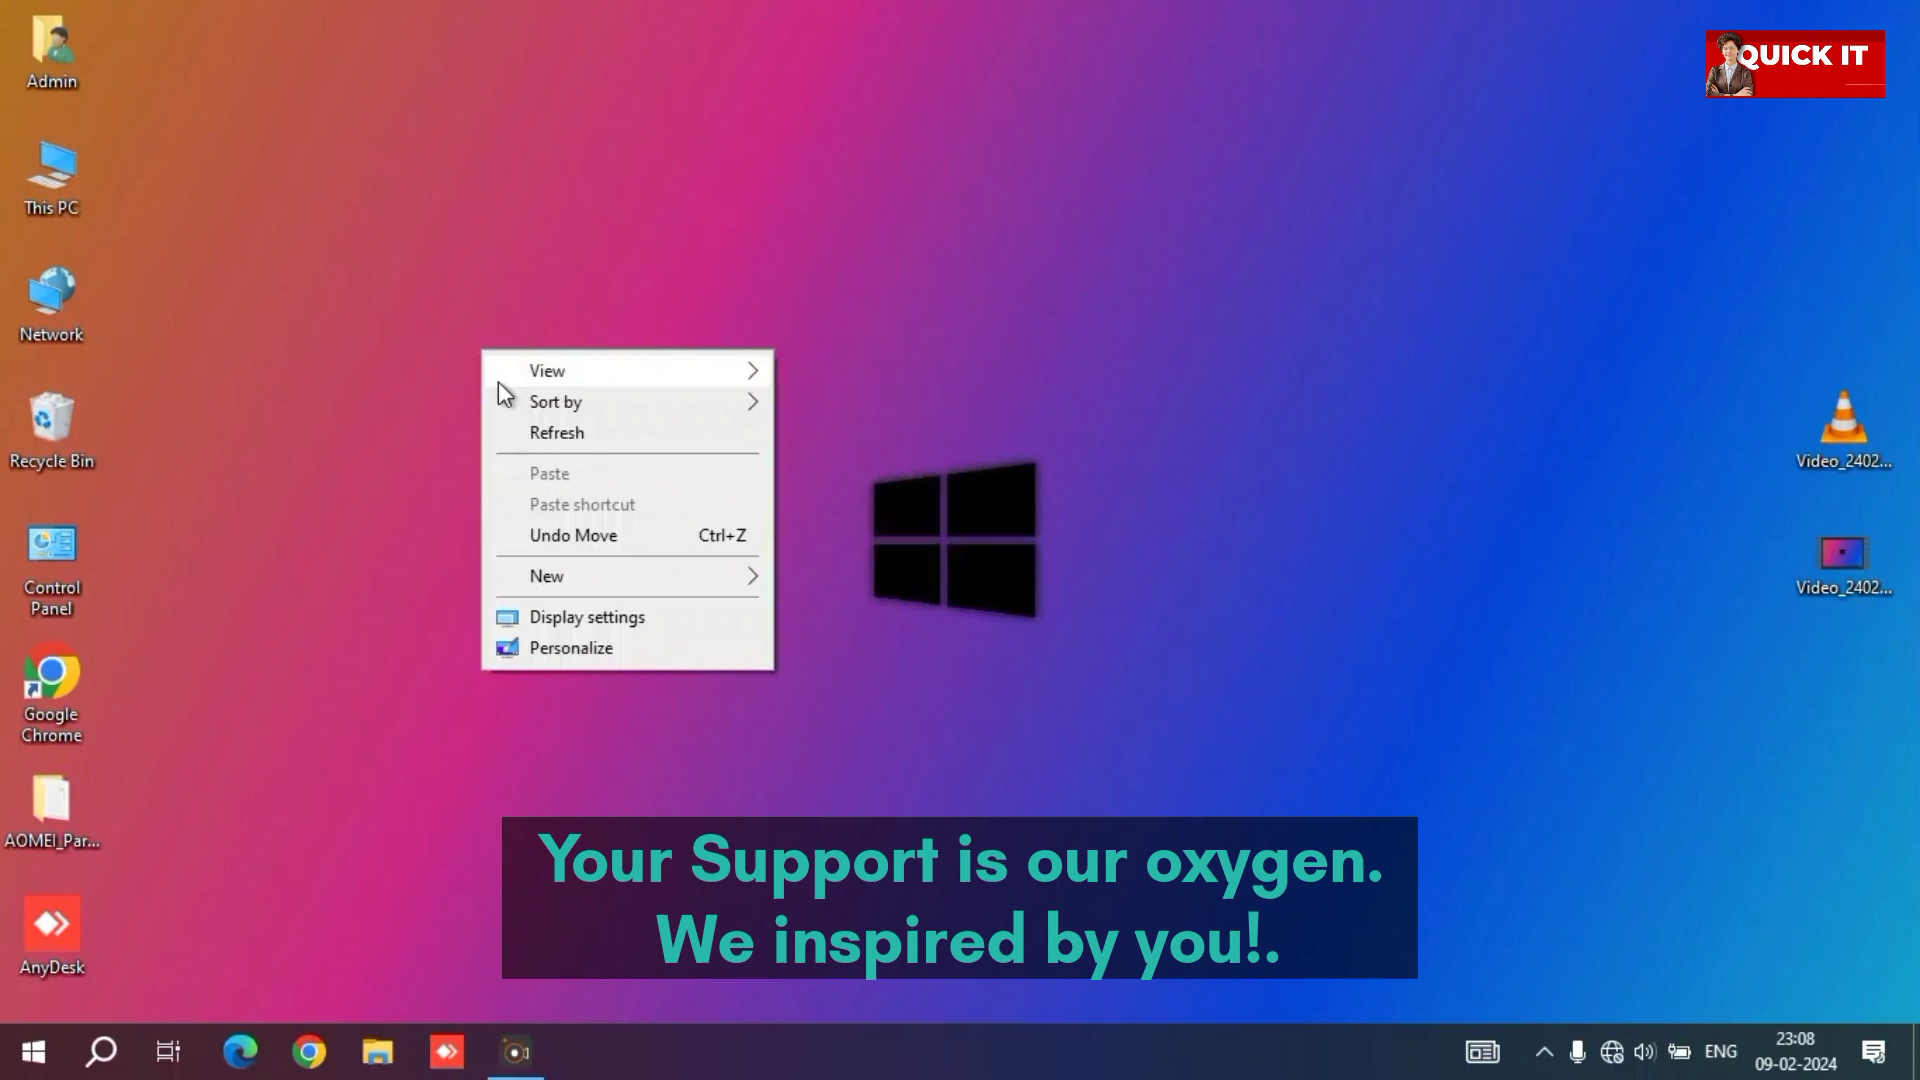 Admin
This PC
Network
Recycle Bin
Control
Panel
Google
Chrome
AOMEI_Par...
AnyDesk
QUICK IT
View
Sort by
Refresh
Paste
Paste shortcut
Undo Move Ctrl+Z
New
Display settings
Personalize
Video_2402...
Video_2402...
Your Support is our oxygen.
We inspired by you!.
ENG
23:08
09-02-2024